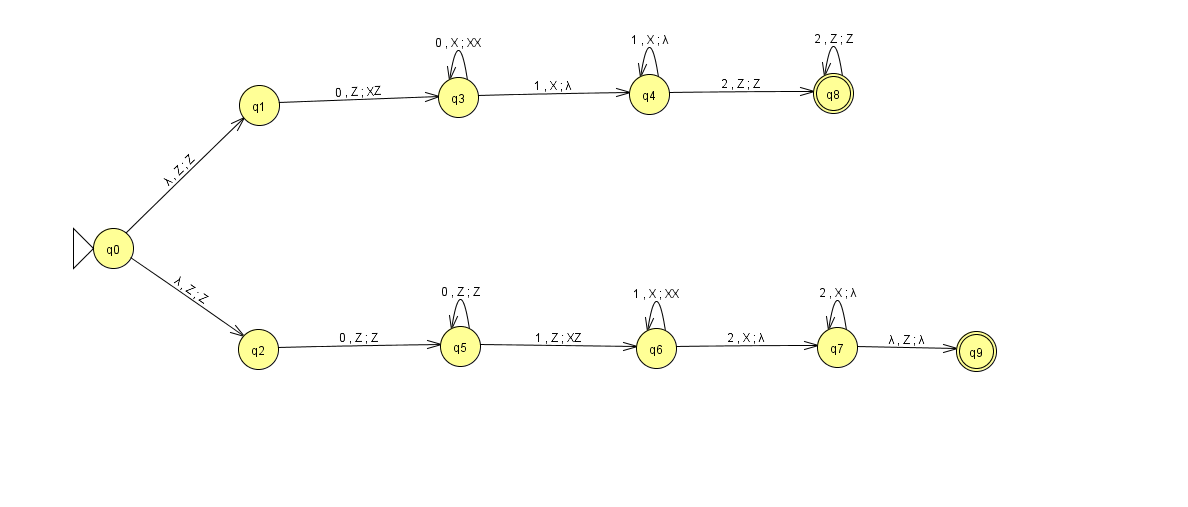 0 , X ; XX
1 , X ; λ
2 , Z ; Z
q1
0 , Z ; XZ
q3
1 , X ; λ
q4
2 , Z ; Z
q8
λ , Z ; Z
q0
λ , Z ; Z
0 , Z ; Z
1 , X ; XX
2 , X ; λ
q2
0 , Z ; Z
q5
1 , Z ; XZ
q6
2 , X ; λ
q7
λ , Z ; λ
q9